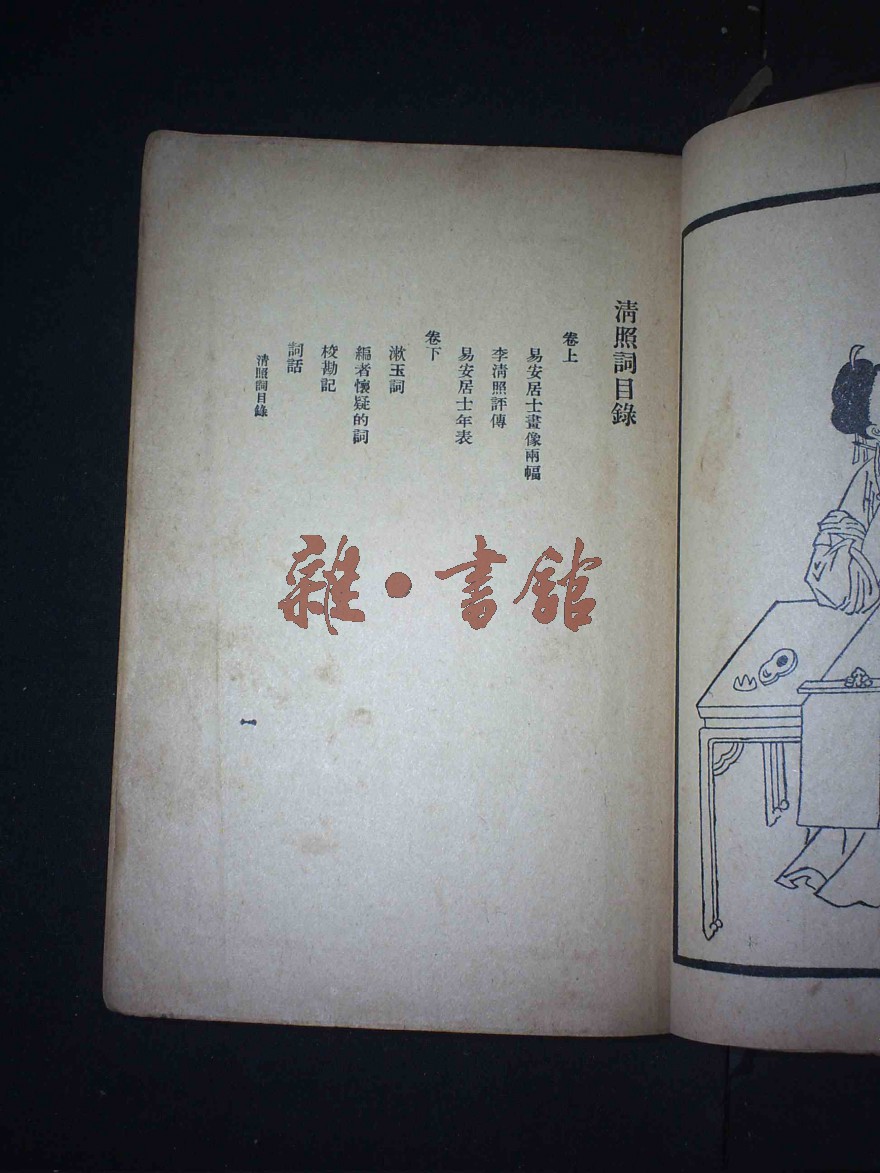 清照詞目錄
卷上
易安居士畫像兩幅
李清照評傳
易安居士年表
卷下
漱玉詞
編者懷疑的詞
校勘記
詞話
清照詞目錄
一
雜·書館